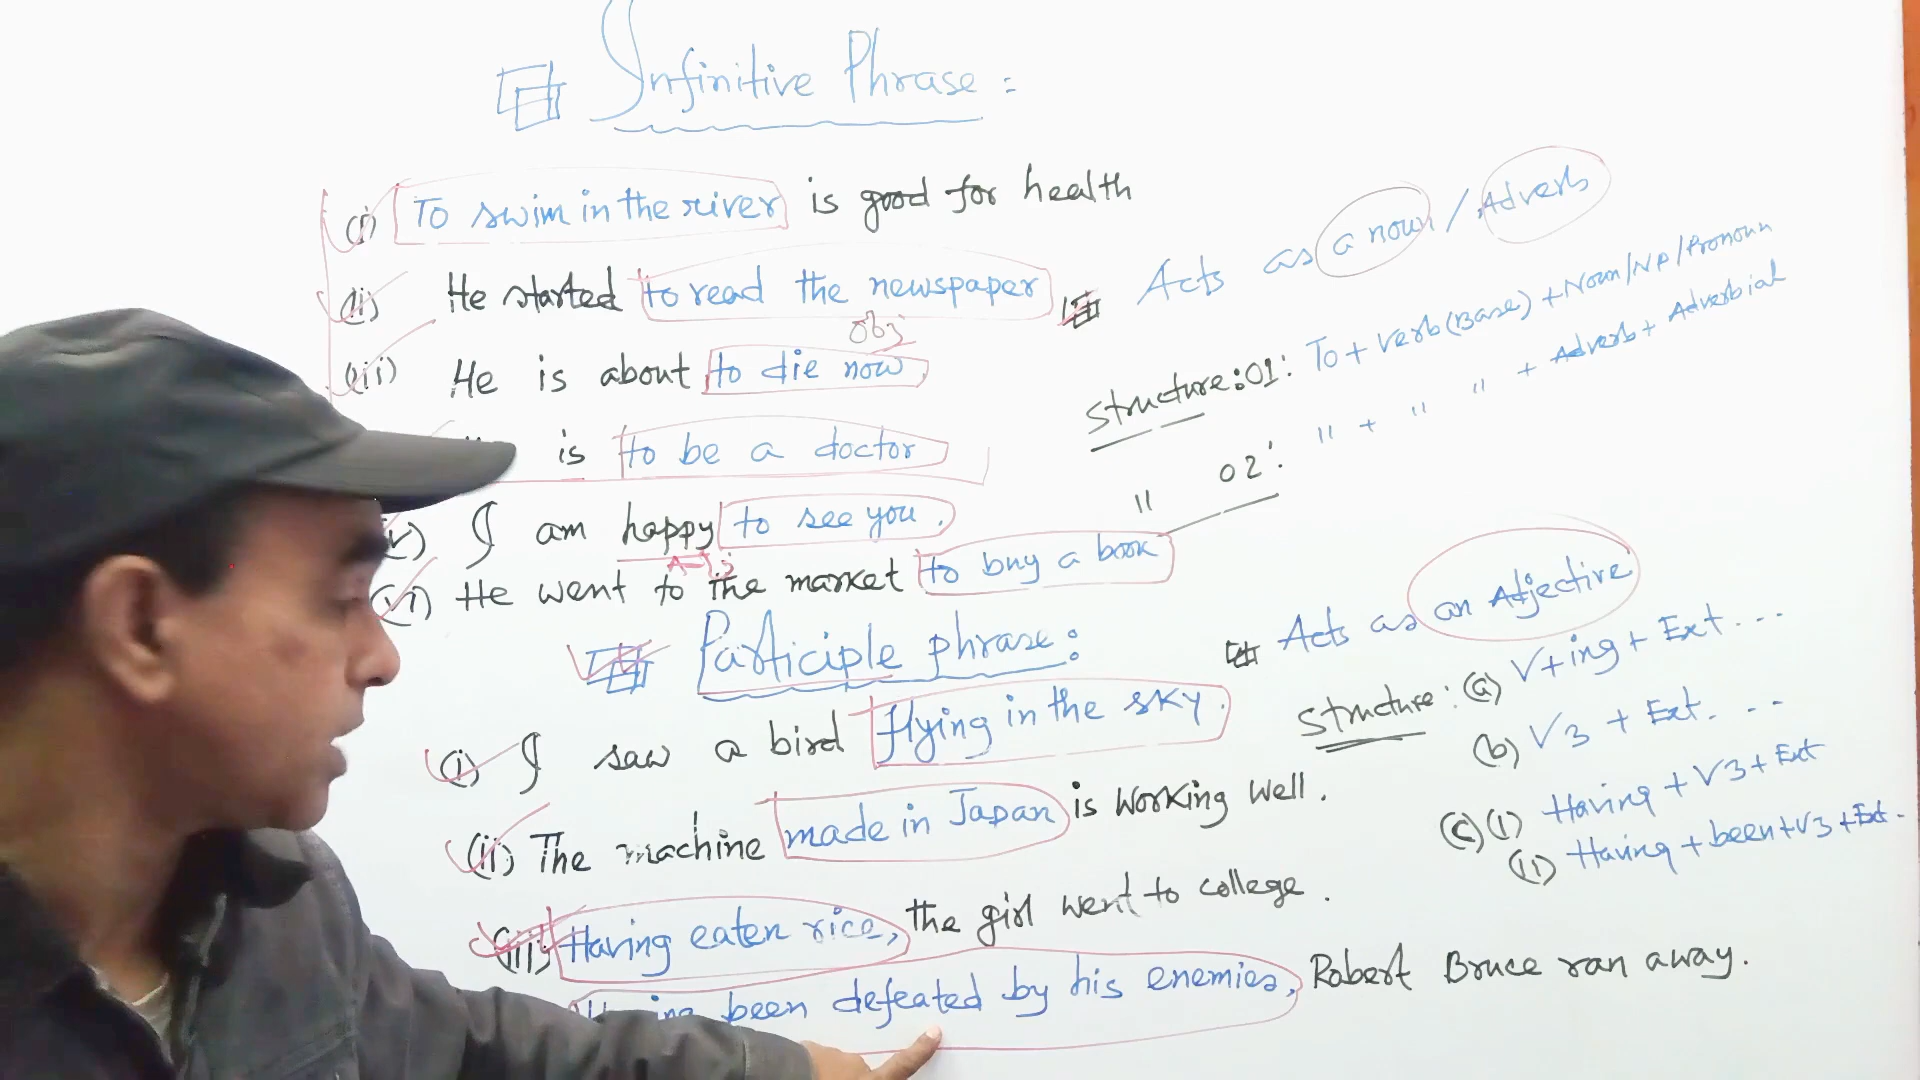 Infinitive Phrase :
(i) To swim in the river is good for health
(ii) He started to read the newspaper
obj
(iii) He is about to die now.
is to be a doctor
(v) I am happy to see you.
Adj
(vi) He went to the market to buy a book
Acts as a noun / Adverb
Structure:01: To + verb(Base) + Noun/NP/Pronoun
" 02: " + " " + Adverb + Adverbial
Participle phrase:
(i) I saw a bird flying in the sky.
(ii) The machine made in Japan is working well.
(iii) Having eaten rice, the girl went to college.
been defeated by his enemies, Robert Bruce ran away.
Acts as an Adjective
Structure: (a) V+ing + Ext...
(b) V3 + Ext...
(c) (i) Having + V3 + Ext
(ii) Having + been + V3 + Ext.